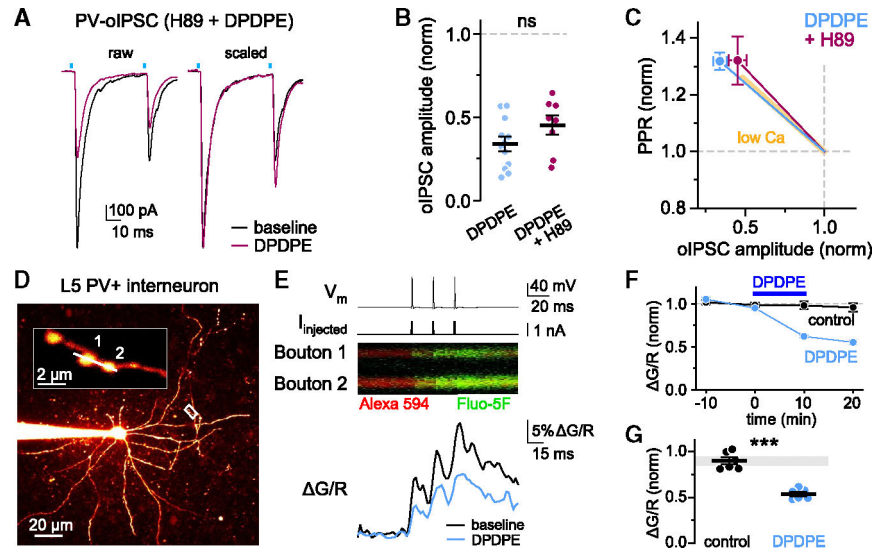 A
PV-oIPSC (H89 + DPDPE)
raw
scaled
100 pA
10 ms
baseline
DPDPE
B
ns
oIPSC amplitude (norm)
1.0
0.5
0.0
DPDPE
DPDPE
+ H89
C
DPDPE
+ H89
PPR (norm)
1.4
1.2
1.0
0.8
low Ca
0.5
1.0
oIPSC amplitude (norm)
D
L5 PV+ interneuron
1
2
2 µm
20 µm
E
Vm
40 mV
20 ms
Iinjected
1 nA
Bouton 1
Bouton 2
Alexa 594
Fluo-5F
5% ΔG/R
15 ms
ΔG/R
baseline
DPDPE
F
DPDPE
ΔG/R (norm)
1.0
0.5
0.0
control
DPDPE
-10
0
10
20
time (min)
G
***
ΔG/R (norm)
1.0
0.5
0.0
control
DPDPE